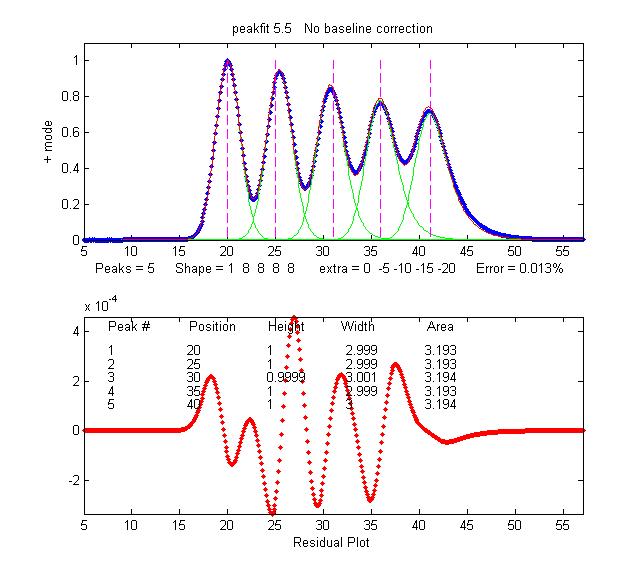 peakfit 5.5   No baseline correction
1
0.8
0.6
0.4
0.2
0
+ mode
5 10 15 20 25 30 35 40 45 50 55
Peaks = 5   Shape = 1 8 8 8 8   extra = 0 -5 -10 -15 -20   Error = 0.013%
x 10^-4
4
2
0
-2
Peak # Position Height Width Area
1 20 1 2.999 3.193
2 25 1 2.999 3.193
3 30 0.9999 3.001 3.194
4 35 1 2.999 3.193
5 40 1 3 3.194
5 10 15 20 25 30 35 40 45 50 55
Residual Plot